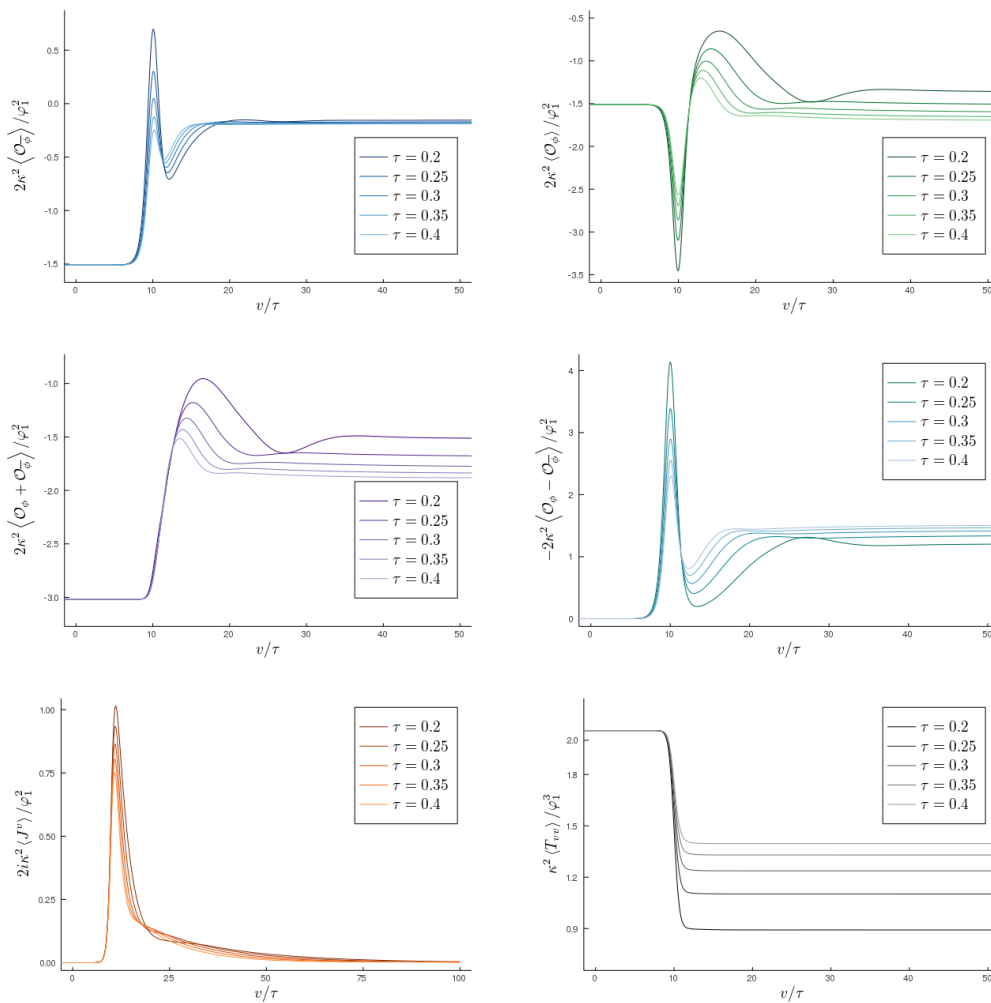 2κ² ⟨𝒪_φ̄⟩ /φ₁²
0.5
0.0
-0.5
-1.0
-1.5
τ = 0.2
τ = 0.25
τ = 0.3
τ = 0.35
τ = 0.4
0 10 20 30 40 50
v/τ
2κ² ⟨𝒪_ϕ⟩ /φ₁²
-0.5
-1.0
-1.5
-2.0
-2.5
-3.0
-3.5
τ = 0.2
τ = 0.25
τ = 0.3
τ = 0.35
τ = 0.4
0 10 20 30 40 50
v/τ
2κ² ⟨𝒪_ϕ + 𝒪_ϕ̄⟩ /φ₁²
-1.0
-1.5
-2.0
-2.5
-3.0
τ = 0.2
τ = 0.25
τ = 0.3
τ = 0.35
τ = 0.4
0 10 20 30 40 50
v/τ
−2κ² ⟨𝒪_ϕ − 𝒪_ϕ̄⟩ /φ₁²
4
3
2
1
0
τ = 0.2
τ = 0.25
τ = 0.3
τ = 0.35
τ = 0.4
0 10 20 30 40 50
v/τ
2iκ² ⟨J^v⟩ /φ₁²
1.00
0.75
0.50
0.25
0.00
τ = 0.2
τ = 0.25
τ = 0.3
τ = 0.35
τ = 0.4
0 25 50 75 100
v/τ
κ² ⟨T_vv⟩ /φ₁³
2.0
1.8
1.5
1.2
0.9
τ = 0.2
τ = 0.25
τ = 0.3
τ = 0.35
τ = 0.4
0 10 20 30 40 50
v/τ